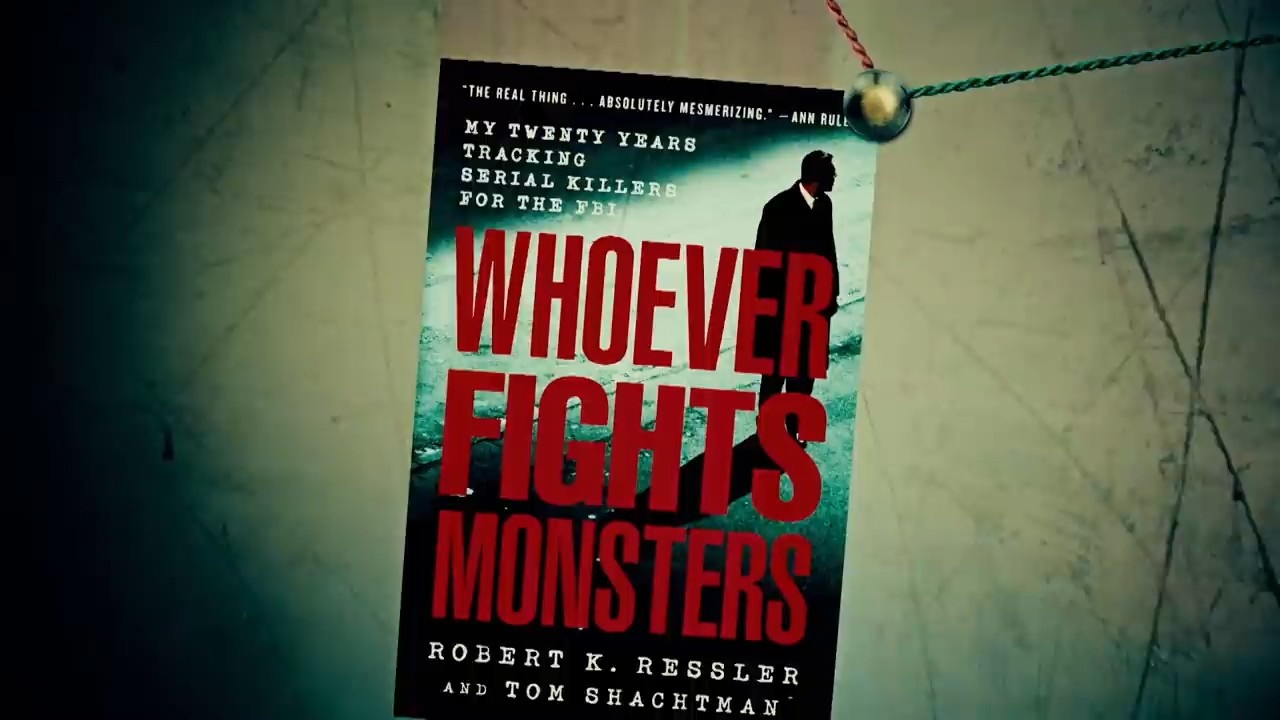 "THE REAL THING . . . ABSOLUTELY MESMERIZING." —ANN RULE
MY TWENTY YEARS
TRACKING
SERIAL KILLERS
FOR THE FBI
WHOEVER
FIGHTS
MONSTERS
ROBERT K. RESSLER
AND TOM SHACHTMAN